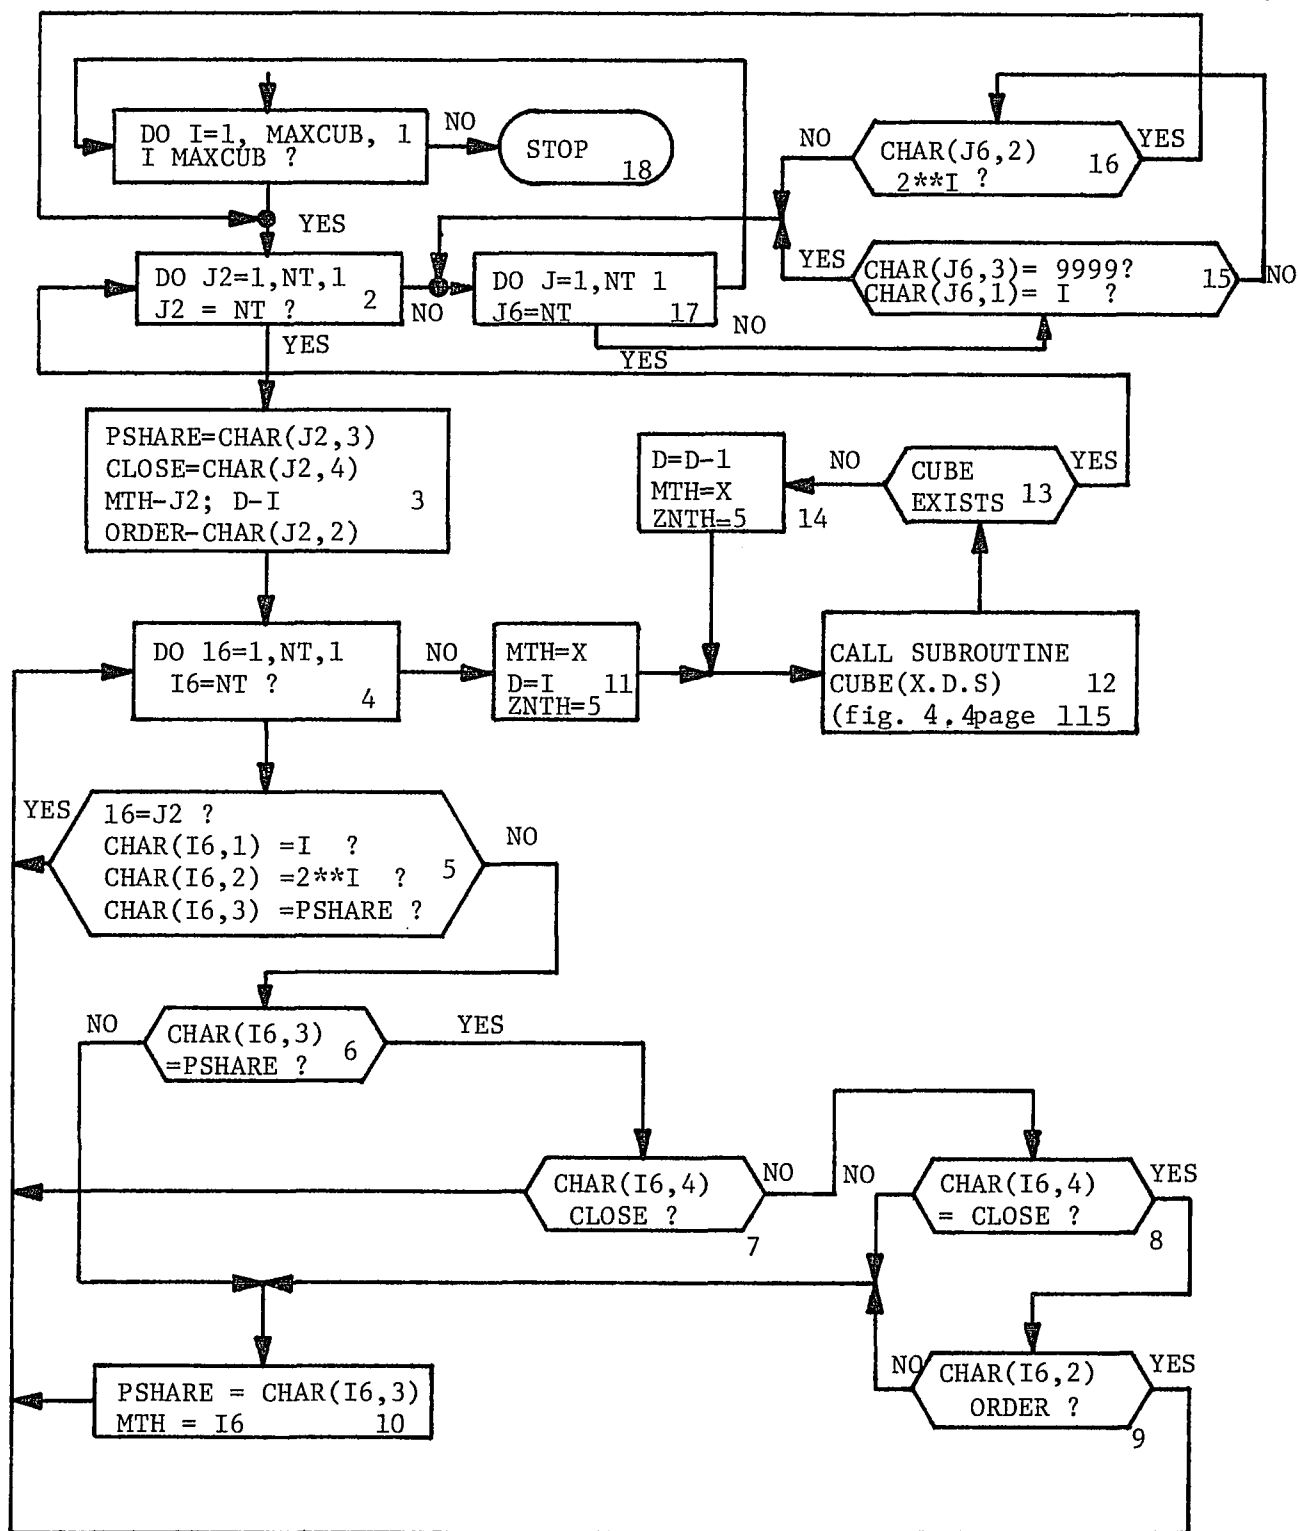 DO I=1, MAXCUB, 1
I MAXCUB ?
NO
STOP
18
YES
NO
CHAR(J6,2)
2**I ?
16
YES
DO J2=1,NT,1
J2 = NT ?
2
NO
YES
DO J=1,NT 1
J6=NT
17
NO
YES
YES
CHAR(J6,3)= 9999?
CHAR(J6,1)= I ?
15
NO
PSHARE=CHAR(J2,3)
CLOSE=CHAR(J2,4)
MTH-J2; D-I
3
ORDER-CHAR(J2,2)
D=D-1
MTH=X
ZNTH=5
14
NO
CUBE
EXISTS
13
YES
DO 16=1,NT,1
I6=NT ?
4
NO
MTH=X
D=I
11
ZNTH=5
CALL SUBROUTINE
CUBE(X.D.S)
12
(fig. 4,4page 115
YES
16=J2 ?
CHAR(I6,1) =I ?
CHAR(I6,2) =2**I ?
5
CHAR(I6,3) =PSHARE ?
NO
NO
CHAR(I6,3)
=PSHARE ?
6
YES
CHAR(I6,4)
CLOSE ?
7
NO
NO
CHAR(I6,4)
= CLOSE ?
8
YES
NO
CHAR(I6,2)
ORDER ?
9
YES
PSHARE = CHAR(I6,3)
MTH = I6
10